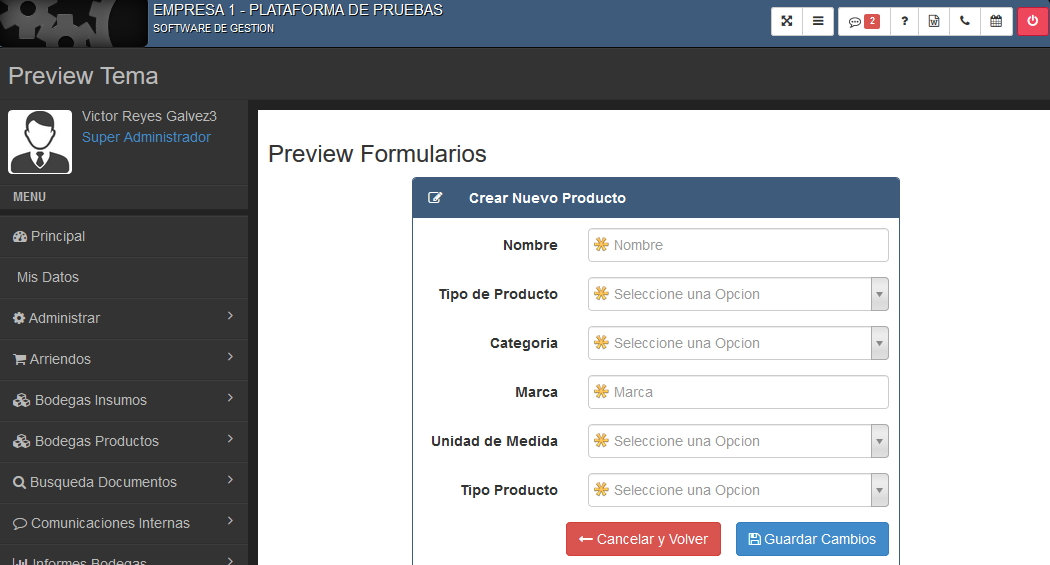 EMPRESA 1 - PLATAFORMA DE PRUEBAS
SOFTWARE DE GESTION
2
?
Preview Tema
Victor Reyes Galvez3
Super Administrador
MENU
Principal
Mis Datos
Administrar
Arriendos
Bodegas Insumos
Bodegas Productos
Busqueda Documentos
Comunicaciones Internas
Informes Bodegas
Preview Formularios
Crear Nuevo Producto
Nombre Nombre
Tipo de Producto Seleccione una Opcion
Categoria Seleccione una Opcion
Marca Marca
Unidad de Medida Seleccione una Opcion
Tipo Producto Seleccione una Opcion
Cancelar y Volver Guardar Cambios